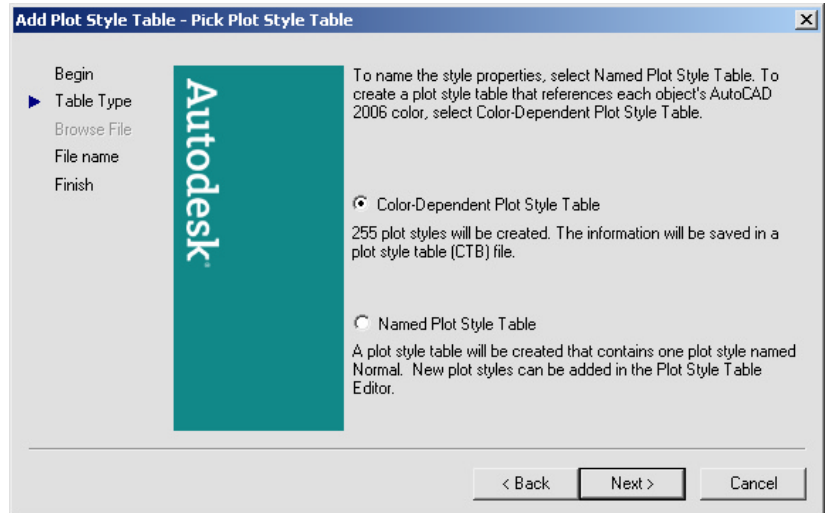 Add Plot Style Table - Pick Plot Style Table
Begin
Table Type
Browse File
File name
Finish
Autodesk
To name the style properties, select Named Plot Style Table. To
create a plot style table that references each object's AutoCAD
2006 color, select Color-Dependent Plot Style Table.
Color-Dependent Plot Style Table
255 plot styles will be created. The information will be saved in a
plot style table (CTB) file.
Named Plot Style Table
A plot style table will be created that contains one plot style named
Normal. New plot styles can be added in the Plot Style Table
Editor.
< Back
Next >
Cancel